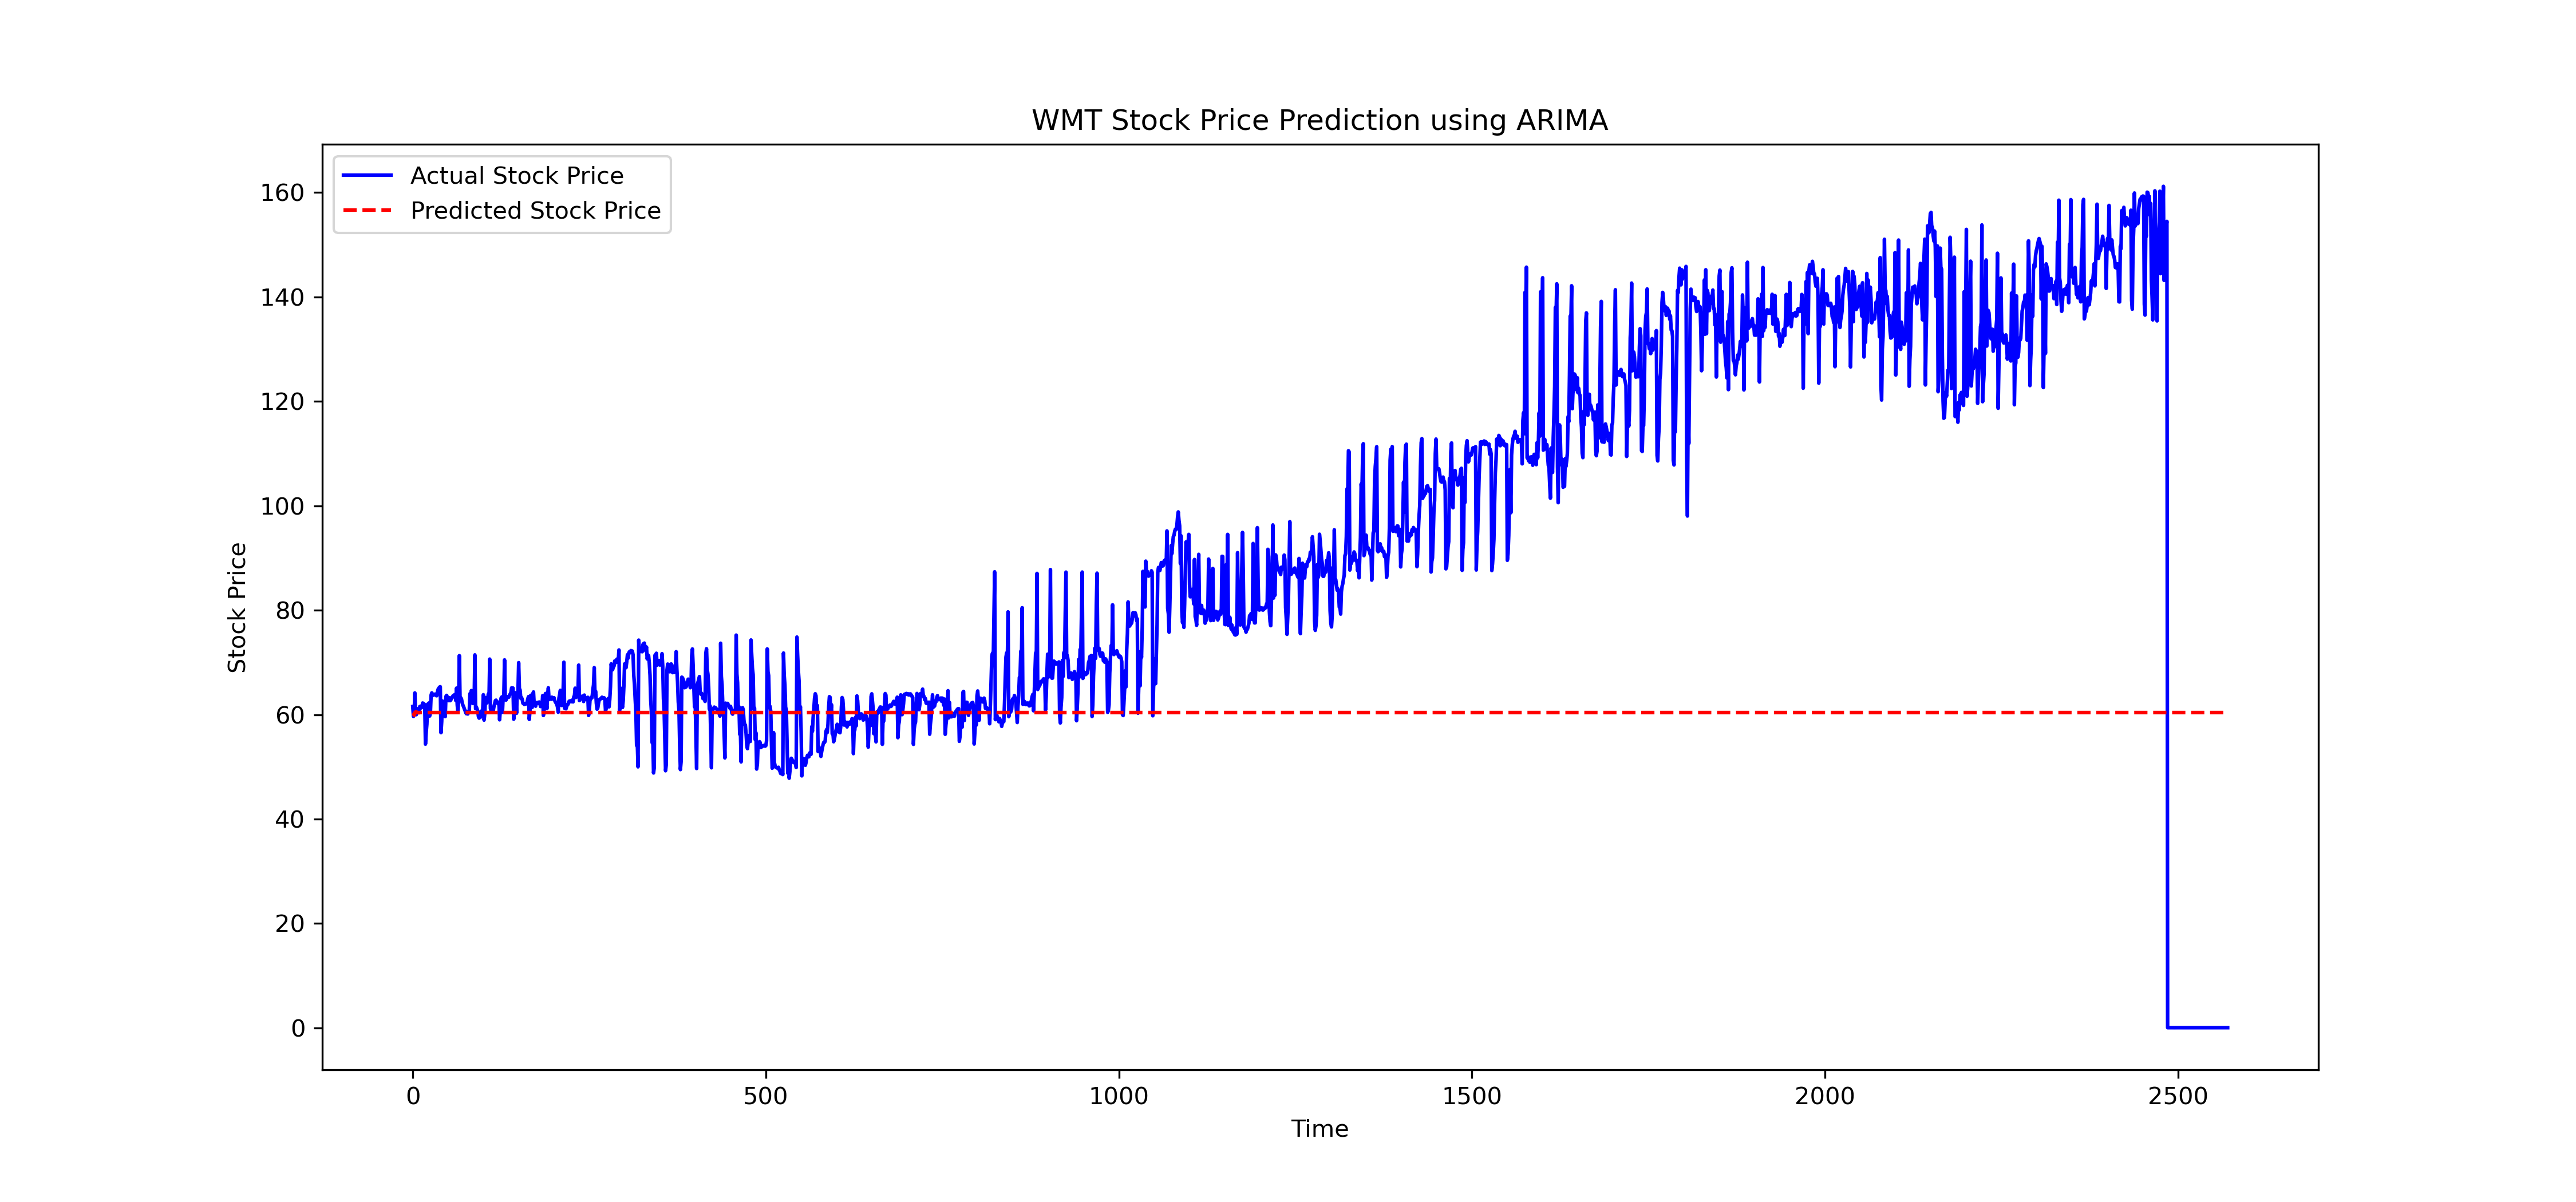 WMT Stock Price Prediction using ARIMA
Actual Stock Price
Predicted Stock Price
160
140
120
100
80
60
40
20
0
Stock Price
0 500 1000 1500 2000 2500
Time